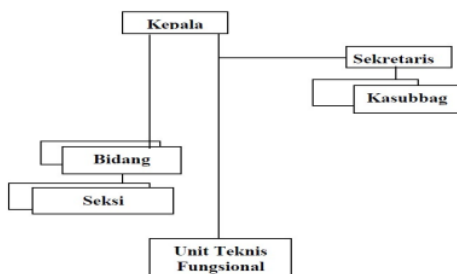 Kepala
Sekretaris
Kasubbag
Bidang
Seksi
Unit Teknis
Fungsional